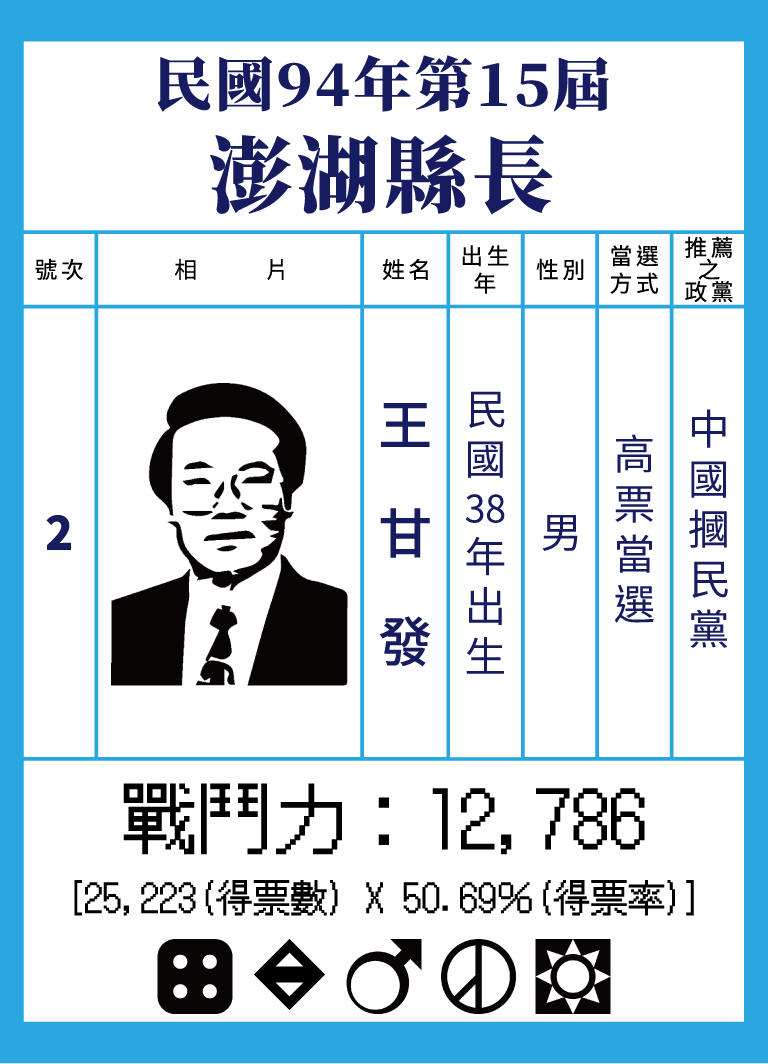 民國94年第15屆
澎湖縣長
號次
相片
姓名
出生
年
性別
當選
方式
推薦
之
政黨
2
王甘發
民國38年出生
男
高票當選
中國摑民黨
戰鬥力：12,786
[25,223(得票數) X 50.69%(得票率)]